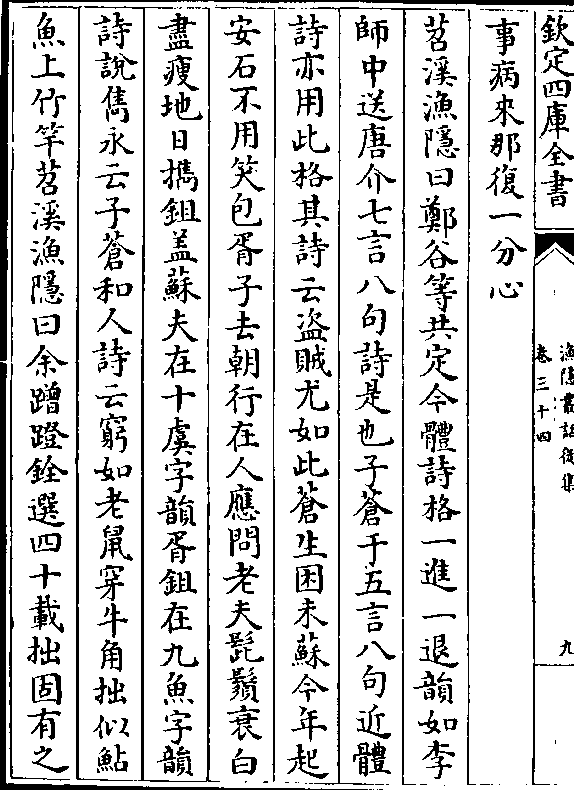 欽定四庫全書
漁隱叢話後集
卷三十四
九
事病來那復一分心
苕溪漁隱曰鄭谷等共定今體詩格一進一退韻如李
師中送唐介七言八句詩是也子蒼于五言八句近體
詩亦用此格其詩云盗賊尤如此蒼生困未蘇今年起
安石不用笑包胥子去朝行在人應問老夫髭鬚衰白
盡瘦地日擕鉏盖蘇夫在十虞字韻胥鉏在九魚字韻
詩說雋永云子蒼和人詩云窮如老鼠穿牛角拙似鮎
魚上竹竿苕溪漁隱曰余蹭蹬銓選四十載拙固有之